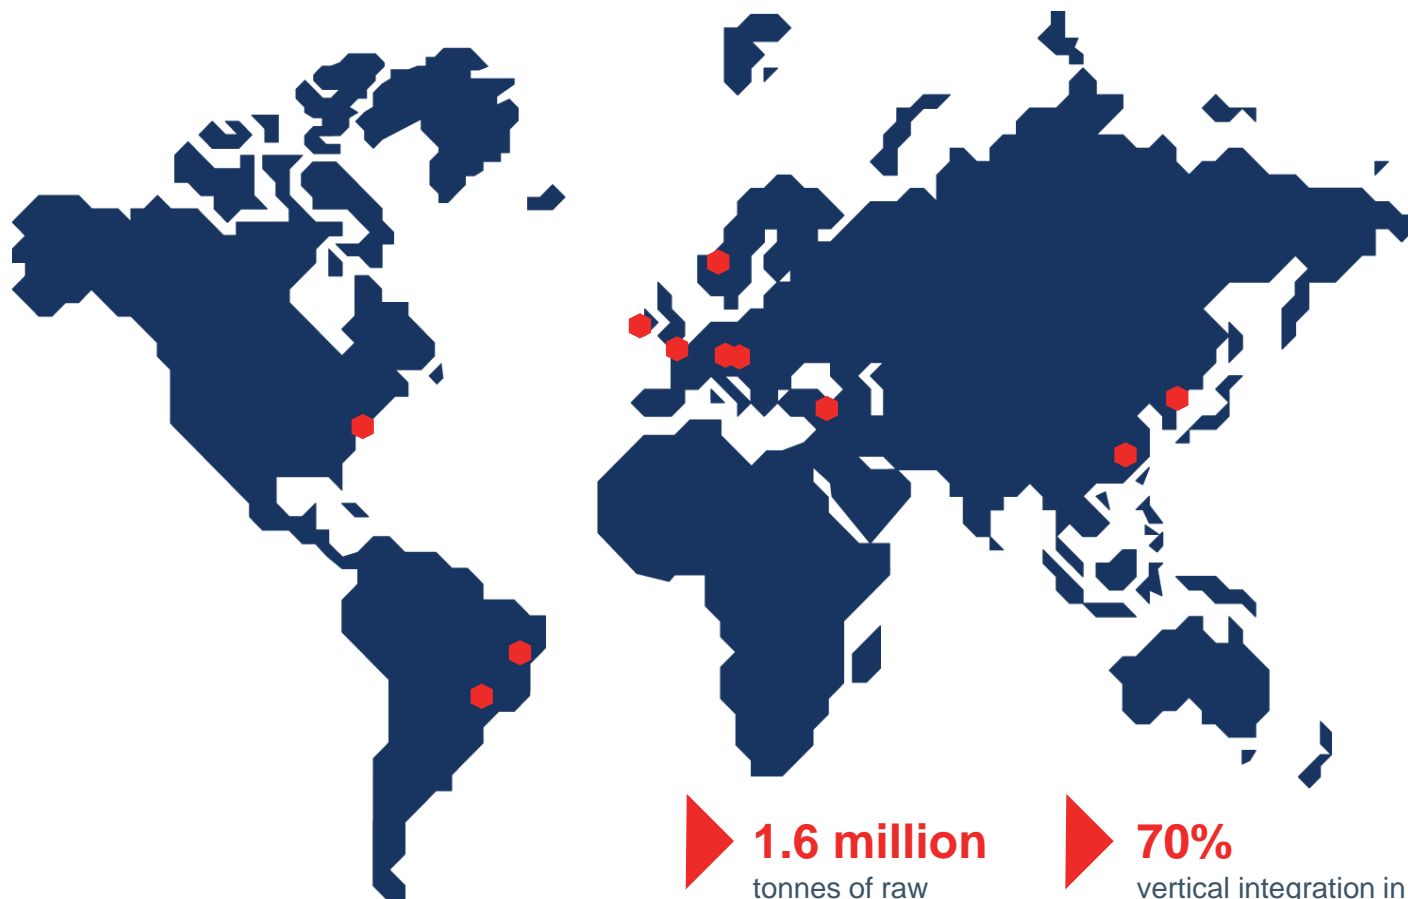 1.6 million
tonnes of raw
70%
vertical integration in